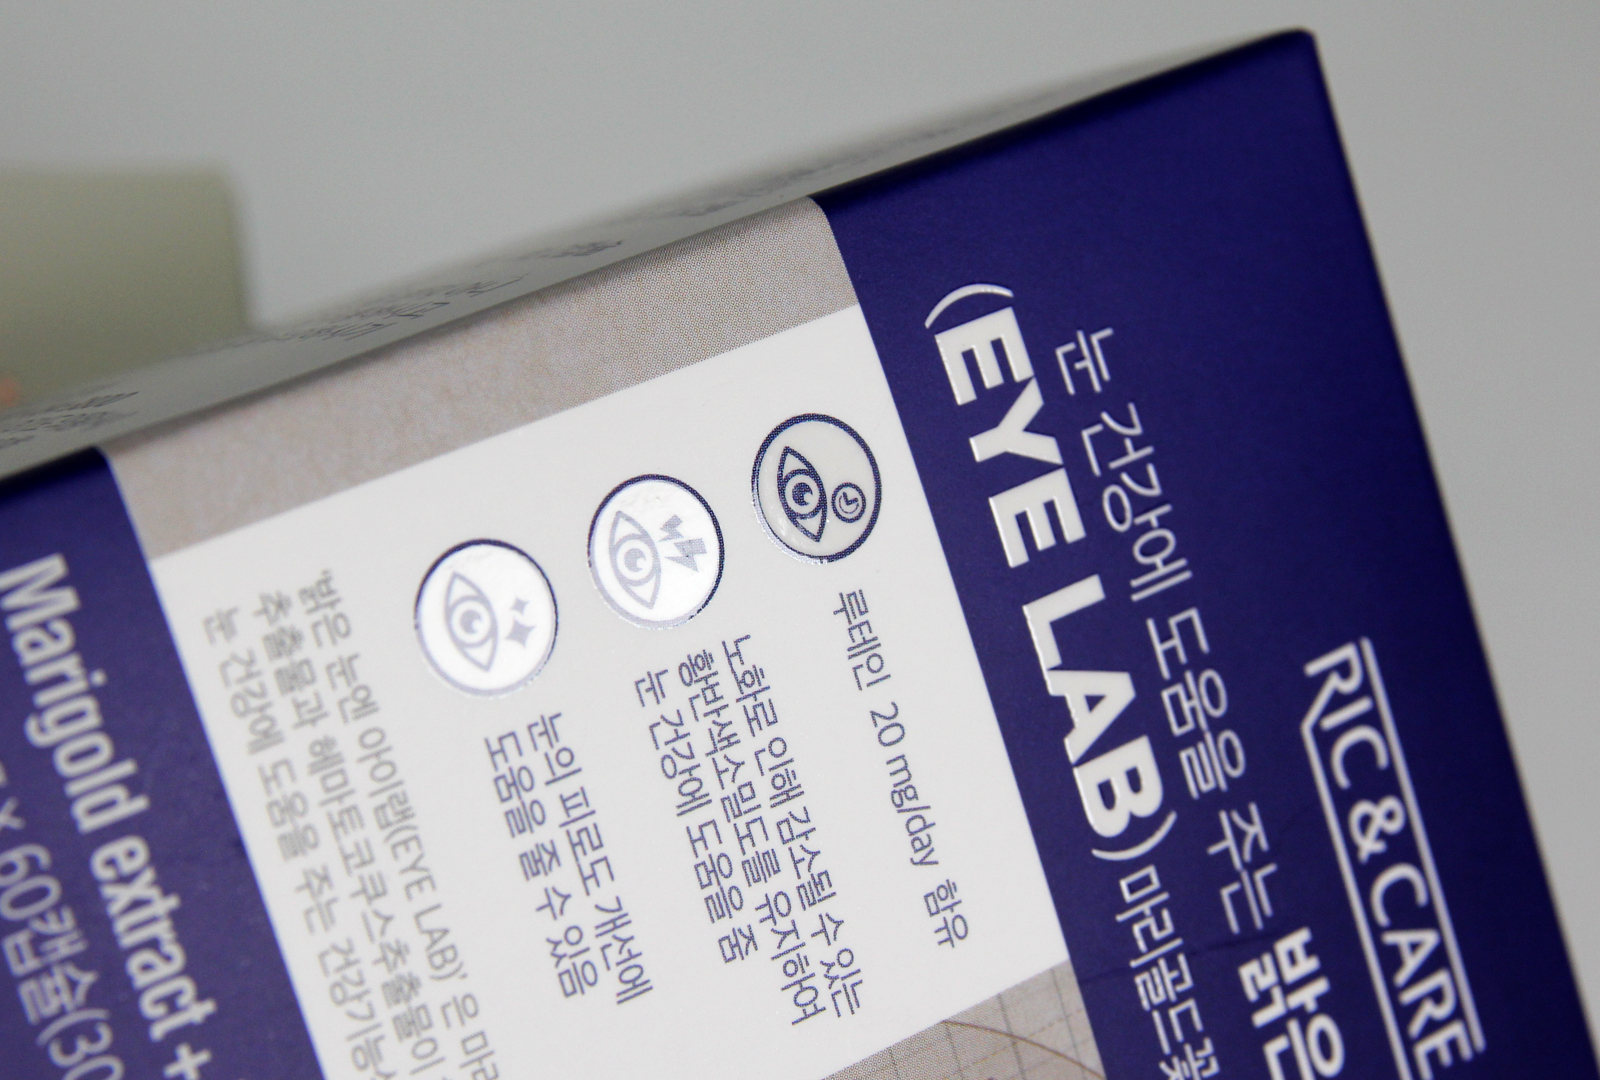 RIC & CARE
눈 건강에 도움을 주는 밝은
(EYE LAB) 마리골드꽃
루테인 20 mg/day 함유
노화로 인해 감소될 수 있는
황반색소밀도를 유지하여
눈 건강에 도움을 줌
눈의 피로도 개선에
도움을 줄 수 있음
'밝은 눈엔 아이랩(EYE LAB)' 은 마리
추출물과 헤마토코쿠스추출물이
눈 건강에 도움을 주는 건강기능
Marigold extract +
x 60캡슐(30